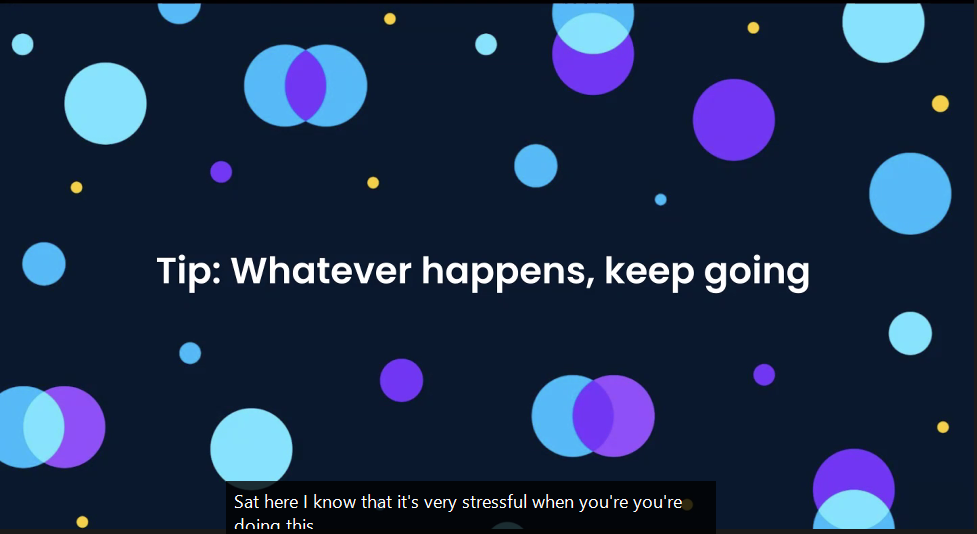 Tip: Whatever happens, keep going
Sat here I know that it's very stressful when you're you're
doing this